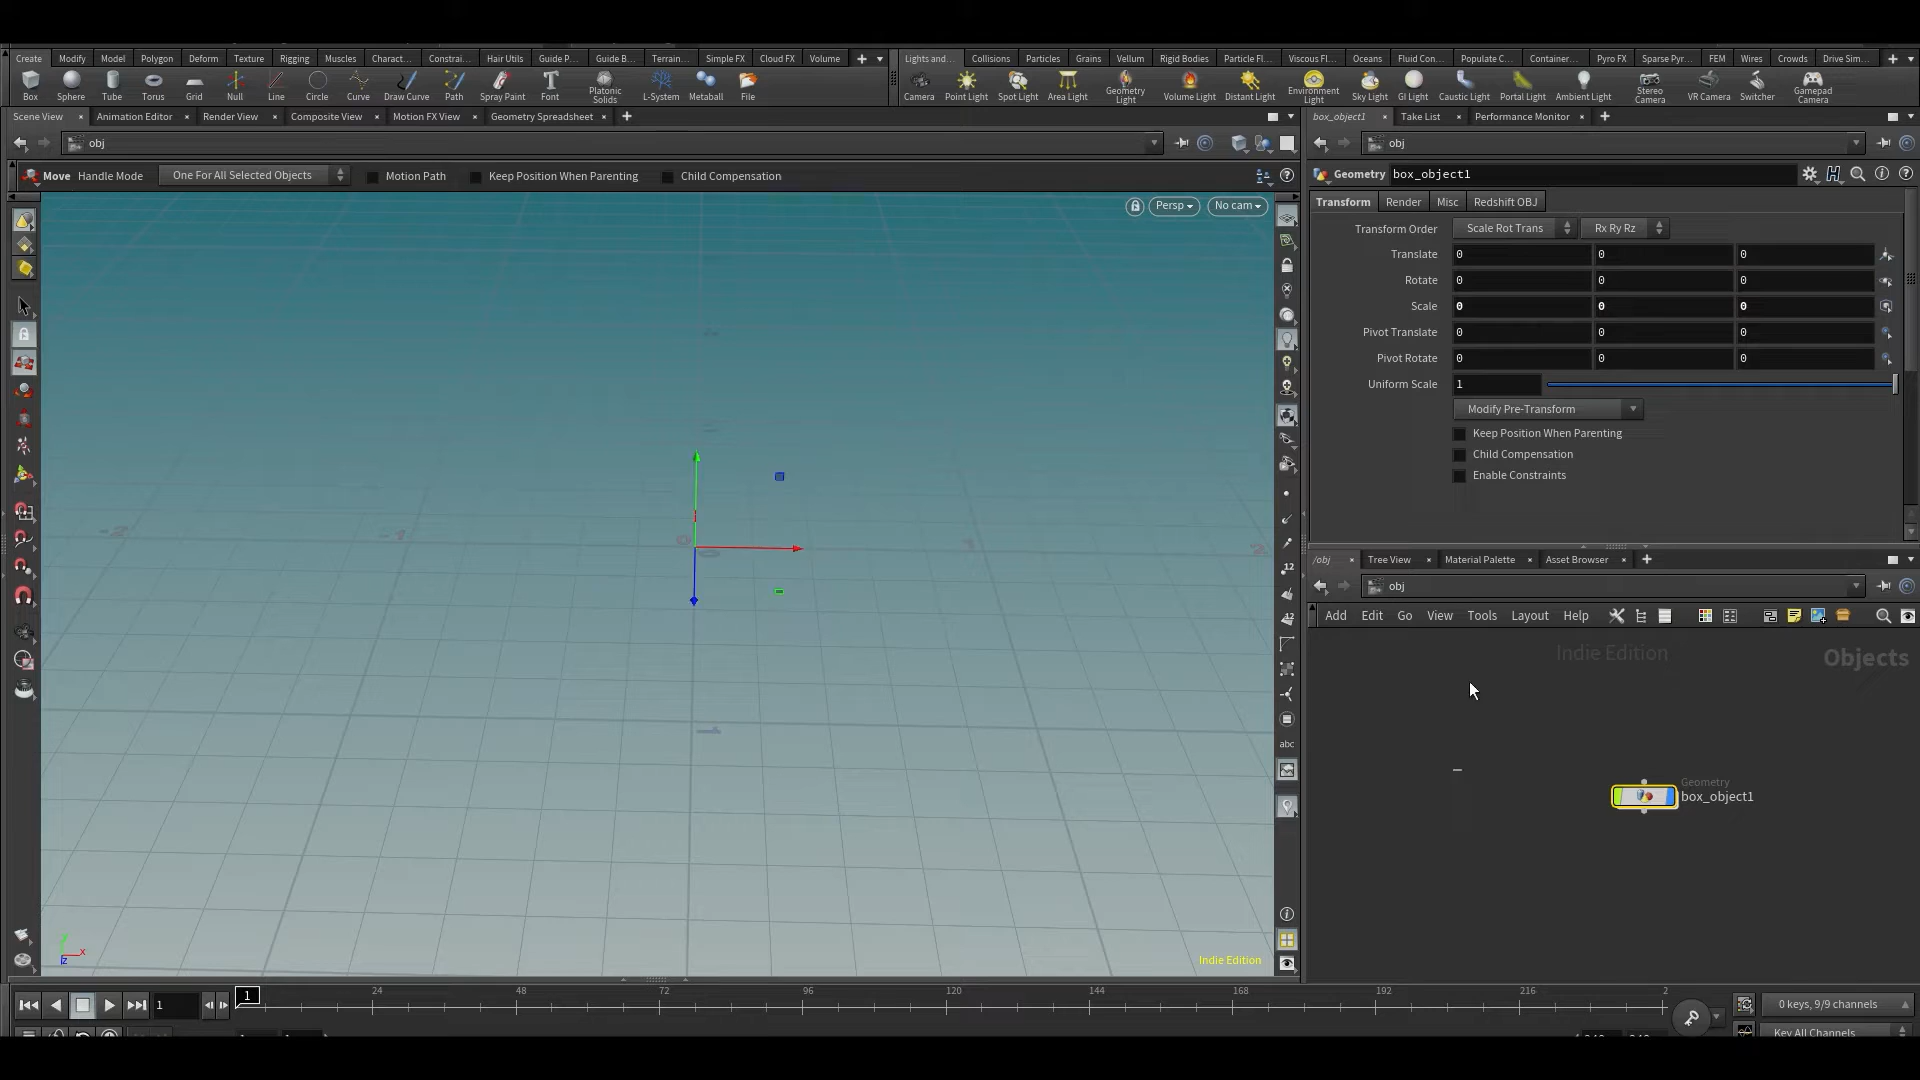 Create Modify Model Polygon Deform Texture Rigging Muscles Charact... Constrai... Hair Utils Guide P... Guide B... Terrain... Simple FX Cloud FX Volume
Lights and... Collisions Particles Grains Vellum Rigid Bodies Particle Fl... Viscous Fl... Oceans Fluid Con... Populate C... Container... Pyro FX Sparse Pyr... FEM Wires Crowds Drive Sim...
Box Sphere Tube Torus Grid Null Line Circle Curve Draw Curve Path Spray Paint Font Platonic Solids L-System Metaball File
Camera Point Light Spot Light Area Light Geometry Light Volume Light Distant Light Environment Light Sky Light GI Light Caustic Light Portal Light Ambient Light Stereo Camera VR Camera Switcher Gamepad Camera
Scene View Animation Editor Render View Composite View Motion FX View Geometry Spreadsheet
box_object1 Take List Performance Monitor
obj
obj
Move Handle Mode One For All Selected Objects Motion Path Keep Position When Parenting Child Compensation
Geometry box_object1
Persp No cam
Transform Render Misc Redshift OBJ
Transform Order Scale Rot Trans Rx Ry Rz
Translate 0 0 0
Rotate 0 0 0
Scale 0 0 0
Pivot Translate 0 0 0
Pivot Rotate 0 0 0
Uniform Scale 1
Modify Pre-Transform
Keep Position When Parenting
Child Compensation
Enable Constraints
/obj Tree View Material Palette Asset Browser
obj
Add Edit Go View Tools Layout Help
Indie Edition Objects
Geometry
box_object1
-2 -1 0 1 2
12
abc
x
z
Indie Edition
1 1 24 48 72 96 120 144 168 192 216 2
0 keys, 9/9 channels
Key All Channels